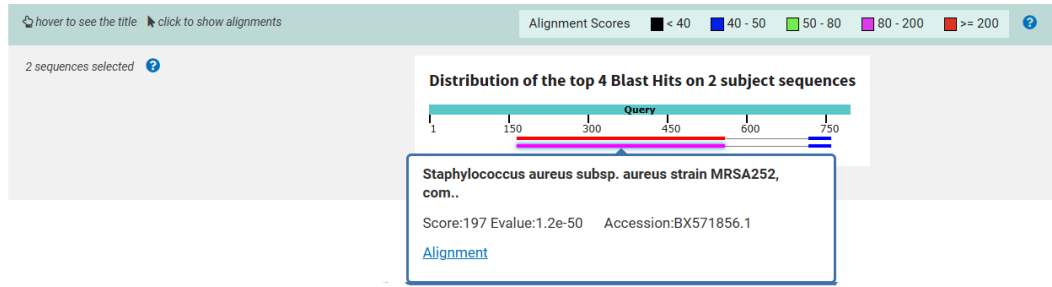 hover to see the title click to show alignments Alignment Scores < 40 40 - 50 50 - 80 80 - 200 >= 200 ?
2 sequences selected ?
Distribution of the top 4 Blast Hits on 2 subject sequences
Query
1 150 300 450 600 750
Staphylococcus aureus subsp. aureus strain MRSA252,
com..
Score:197 Evalue:1.2e-50 Accession:BX571856.1
Alignment